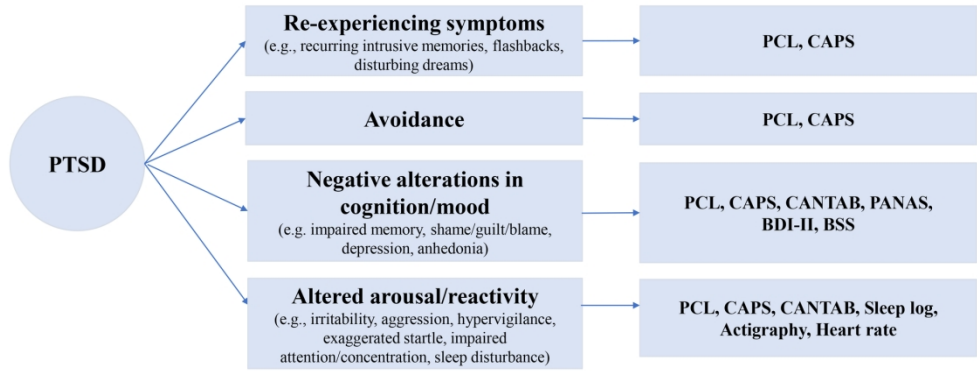 PTSD
Re-experiencing symptoms
(e.g., recurring intrusive memories, flashbacks,
disturbing dreams)
PCL, CAPS
Avoidance
PCL, CAPS
Negative alterations in
cognition/mood
(e.g. impaired memory, shame/guilt/blame,
depression, anhedonia)
PCL, CAPS, CANTAB, PANAS,
BDI-II, BSS
Altered arousal/reactivity
(e.g., irritability, aggression, hypervigilance,
exaggerated startle, impaired
attention/concentration, sleep disturbance)
PCL, CAPS, CANTAB, Sleep log,
Actigraphy, Heart rate